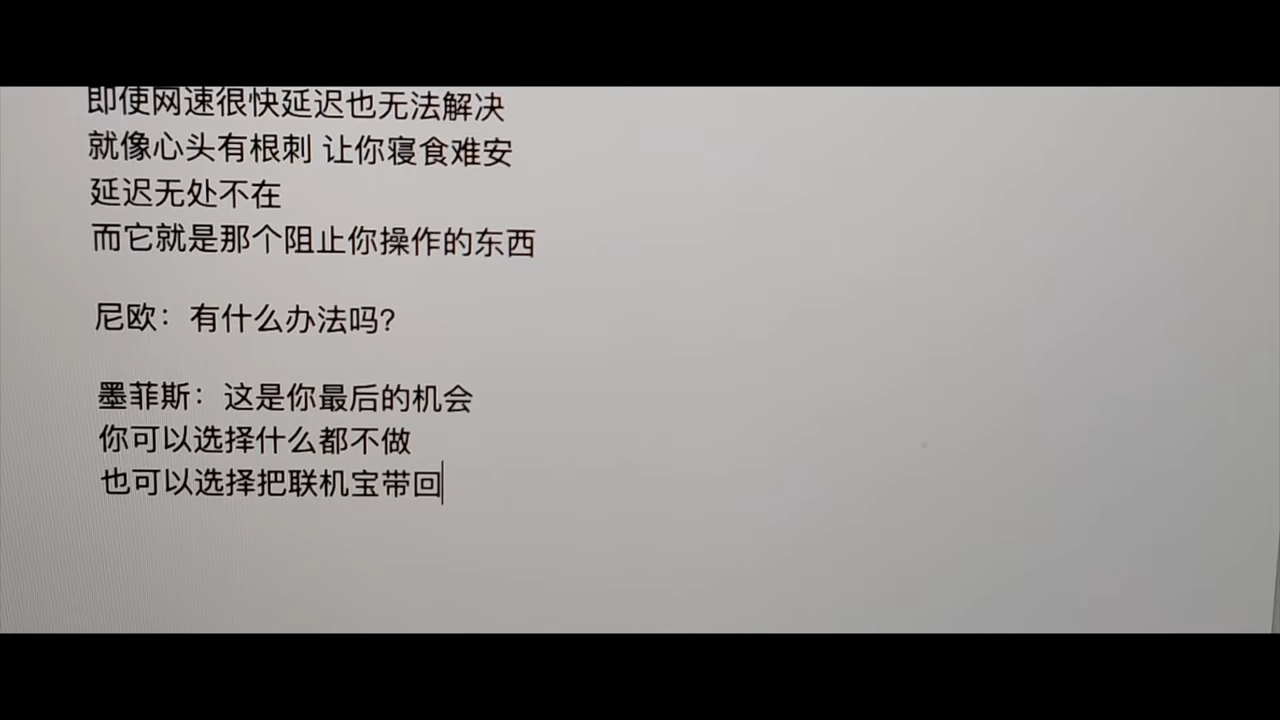 即使网速很快延迟也无法解决
就像心头有根刺 让你寝食难安
延迟无处不在
而它就是那个阻止你操作的东西
尼欧：有什么办法吗？
墨菲斯：这是你最后的机会
你可以选择什么都不做
也可以选择把联机宝带回